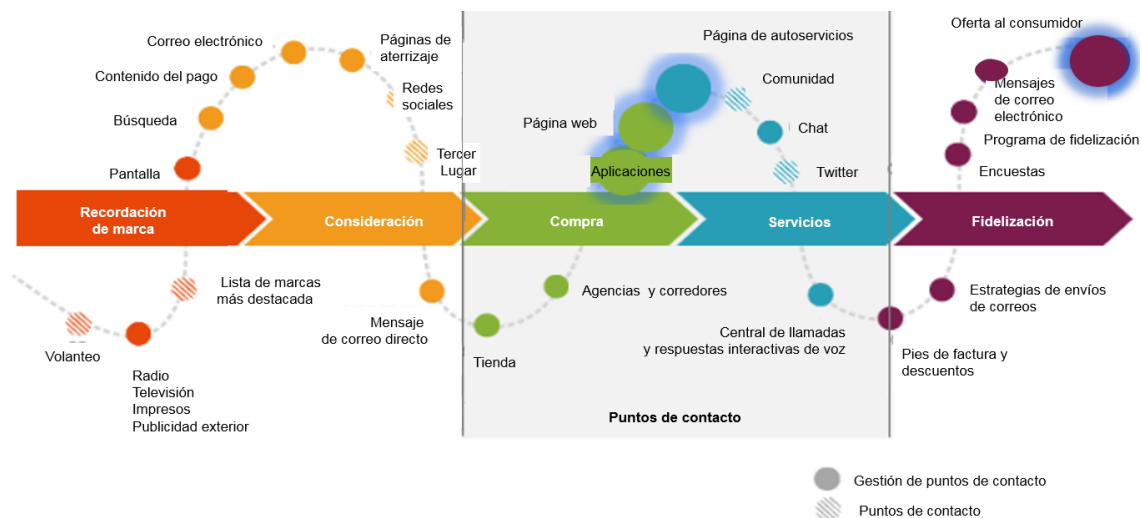 Oferta al consumidor
Correo electrónico
Páginas de
aterrizaje
Página de autoservicios
Contenido del pago
Redes
sociales
Comunidad
Mensajes
de correo
electrónico
Búsqueda
Página web
Chat
Programa de fidelización
Tercer
Lugar
Pantalla
Aplicaciones
Twitter
Encuestas
Recordación
de marca
Consideración
Compra
Servicios
Fidelización
Lista de marcas
más destacada
Agencias y corredores
Estrategias de envíos
de correos
Mensaje
de correo directo
Central de llamadas
y respuestas interactivas de voz
Volanteo
Tienda
Pies de factura y
descuentos
Radio
Televisión
Impresos
Publicidad exterior
Puntos de contacto
Gestión de puntos de contacto
Puntos de contacto